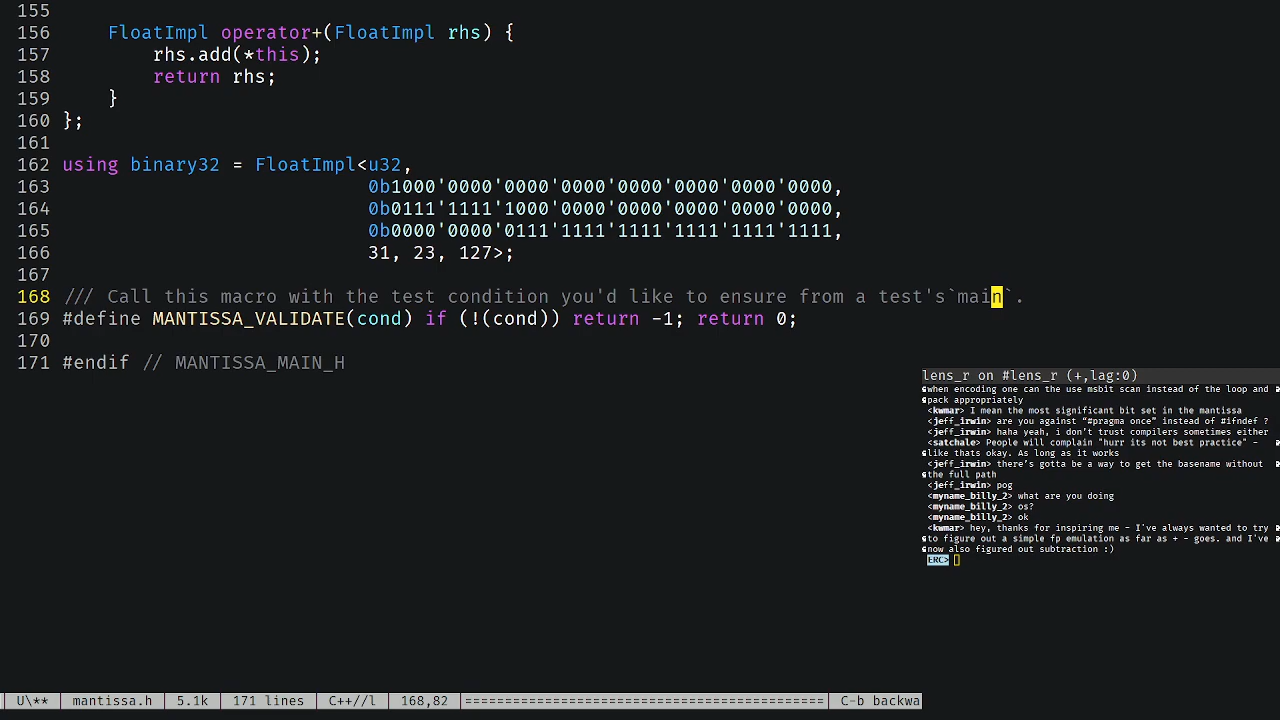 155
156     FloatImpl operator+(FloatImpl rhs) {
157         rhs.add(*this);
158         return rhs;
159     }
160 };
161
162 using binary32 = FloatImpl<u32,
163                            0b1000'0000'0000'0000'0000'0000'0000'0000,
164                            0b0111'1111'1000'0000'0000'0000'0000'0000,
165                            0b0000'0000'0111'1111'1111'1111'1111'1111,
166                            31, 23, 127>;
167
168 /// Call this macro with the test condition you'd like to ensure from a test's`main`.
169 #define MANTISSA_VALIDATE(cond) if (!(cond)) return -1; return 0;
170
171 #endif // MANTISSA_MAIN_H
lens_r on #lens_r (+,lag:0)
when encoding one can the use msbit scan instead of the loop and
pack appropriately
<kwmar> I mean the most significant bit set in the mantissa
<jeff_irwin> are you against “#pragma once” instead of #ifndef ?
<jeff_irwin> haha yeah, i don’t trust compilers sometimes either
<satchale> People will complain "hurr its not best practice" -
like thats okay. As long as it works
<jeff_irwin> there’s gotta be a way to get the basename without
the full path
<jeff_irwin> pog
<myname_billy_2> what are you doing
<myname_billy_2> os?
<myname_billy_2> ok
<kwmar> hey, thanks for inspiring me - I've always wanted to try
to figure out a simple fp emulation as far as + - goes. and I've
now also figured out subtraction :)
ERC>
U\** mantissa.h 5.1k 171 lines C++//l 168,82 ================================================ C-b backwa